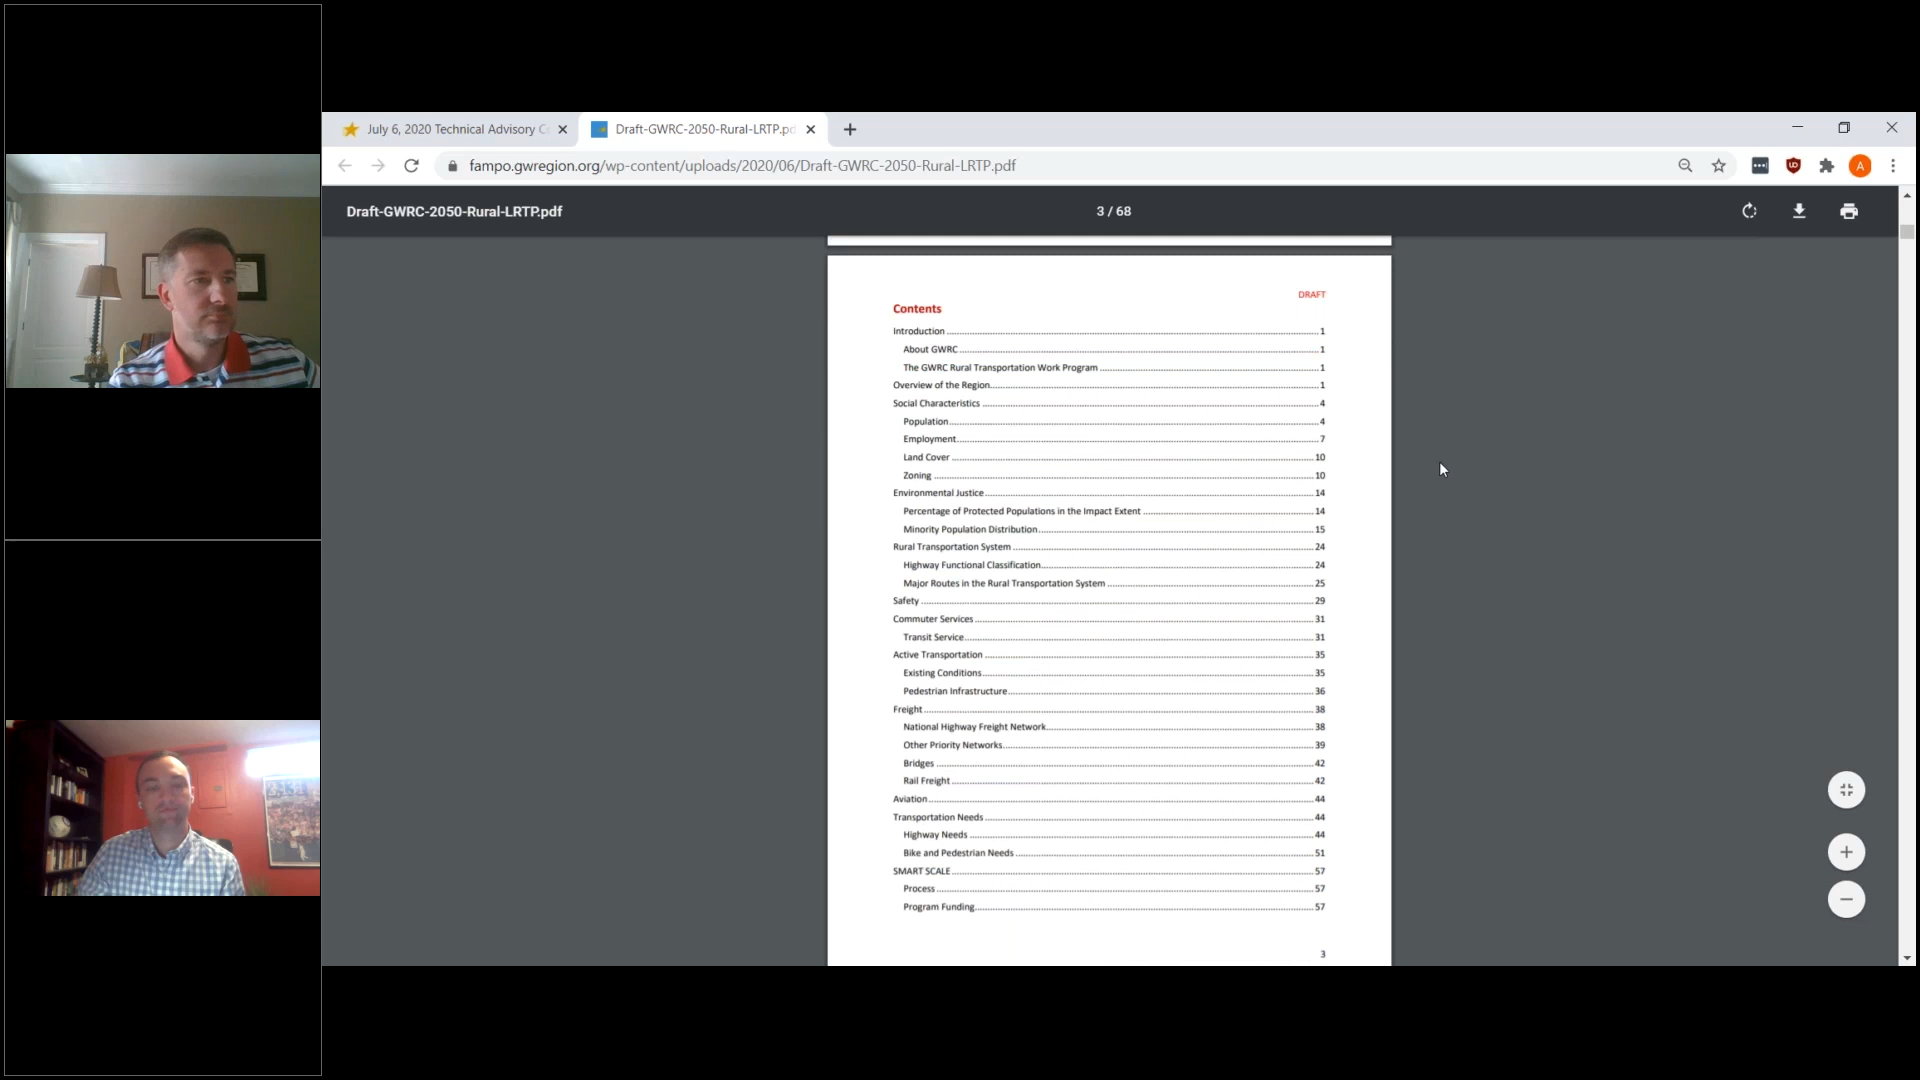 July 6, 2020 Technical Advisory C
Draft-GWRC-2050-Rural-LRTP.pd
fampo.gwregion.org/wp-content/uploads/2020/06/Draft-GWRC-2050-Rural-LRTP.pdf
A
Draft-GWRC-2050-Rural-LRTP.pdf
3 / 68
DRAFT
Contents
Introduction 1
About GWRC 1
The GWRC Rural Transportation Work Program 1
Overview of the Region 1
Social Characteristics 4
Population 4
Employment 7
Land Cover 10
Zoning 10
Environmental Justice 14
Percentage of Protected Populations in the Impact Extent 14
Minority Population Distribution 15
Rural Transportation System 24
Highway Functional Classification 24
Major Routes in the Rural Transportation System 25
Safety 29
Commuter Services 31
Transit Service 31
Active Transportation 35
Existing Conditions 35
Pedestrian Infrastructure 36
Freight 38
National Highway Freight Network 38
Other Priority Networks 39
Bridges 42
Rail Freight 42
Aviation 44
Transportation Needs 44
Highway Needs 44
Bike and Pedestrian Needs 51
SMART SCALE 57
Process 57
Program Funding 57
3